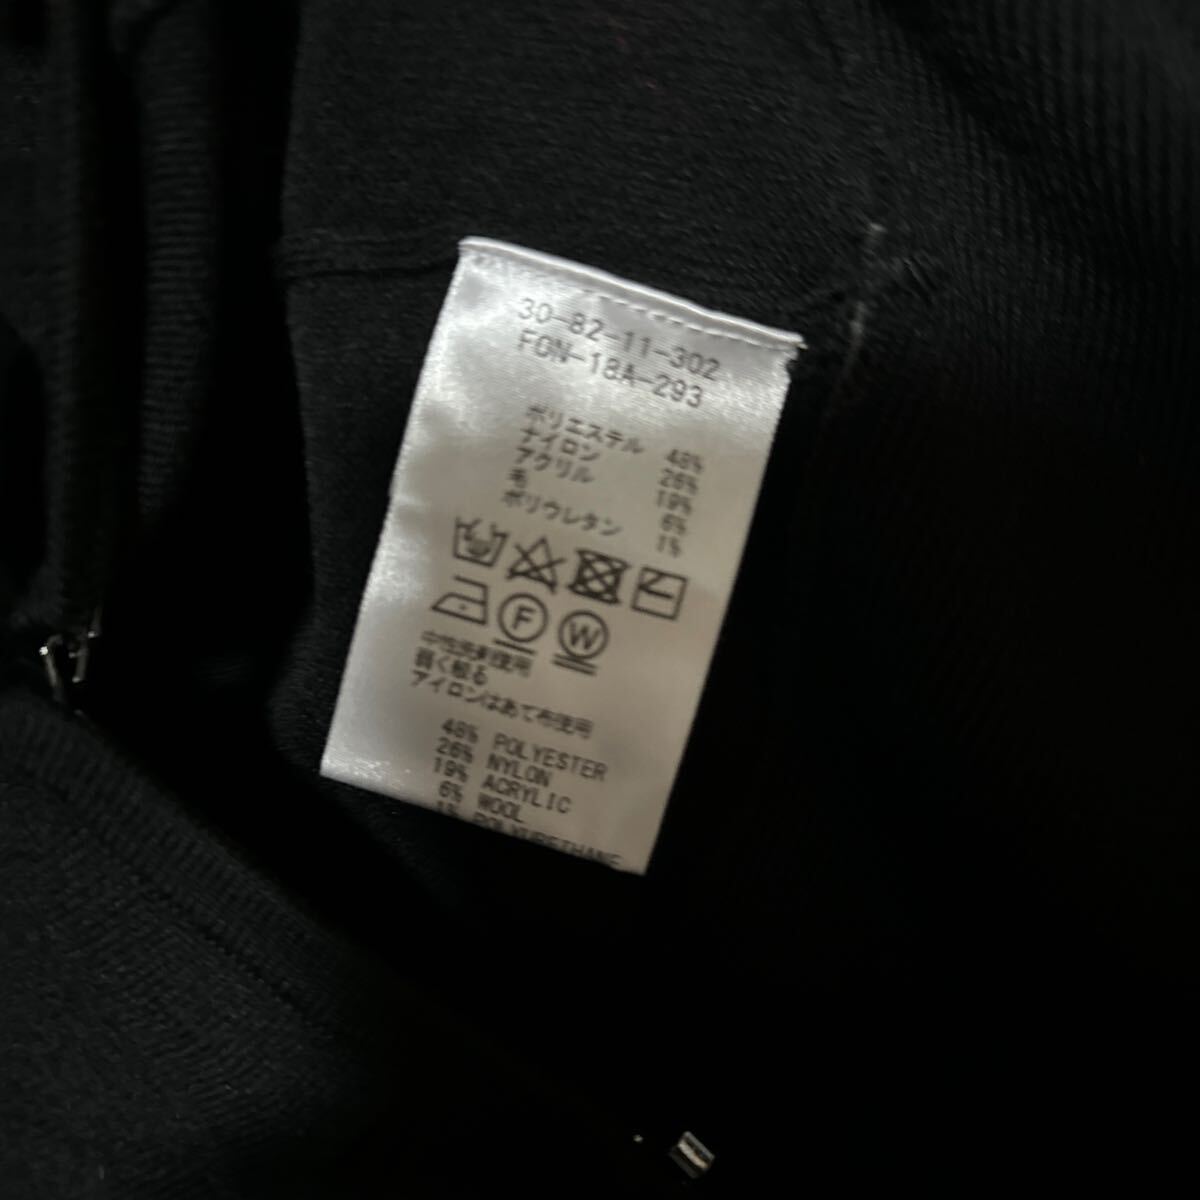 30-82-11-302
FGN-18A-293
ポリエステル 48%
ナイロン 26%
アクリル 19%
毛 6%
ポリウレタン 1%
F W
中性洗剤使用
弱く絞る
アイロンはあて布使用
48% POLYESTER
26% NYLON
19% ACRYLIC
6% WOOL
1% POLYURETHANE